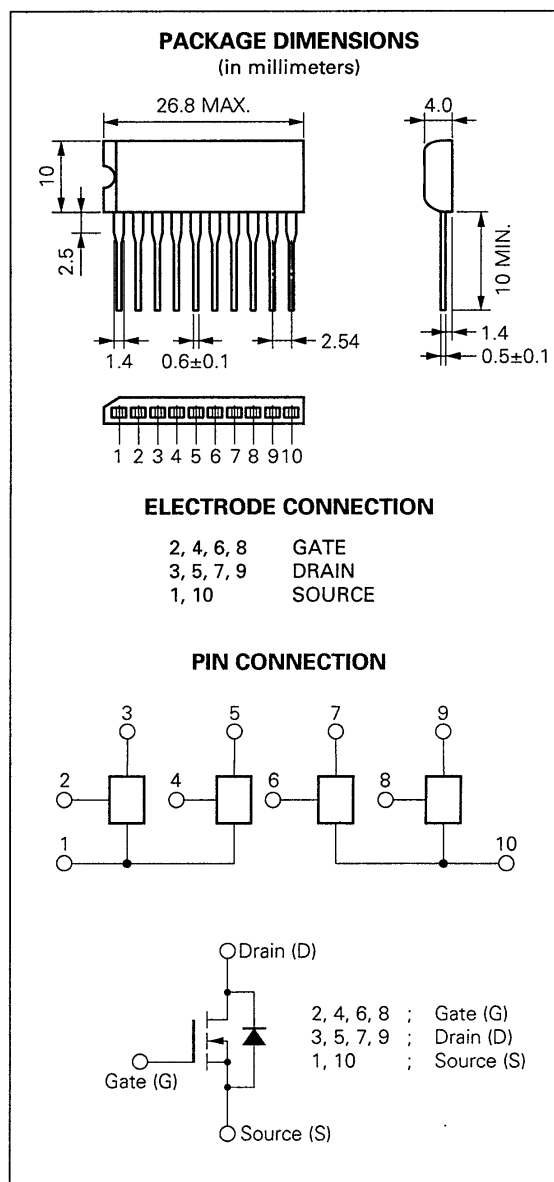 PACKAGE DIMENSIONS
(in millimeters)
26.8 MAX.
4.0
10
2.5
10 MIN.
1.4
0.6±0.1
2.54
1.4
0.5±0.1
1 2 3 4 5 6 7 8 9 10
ELECTRODE CONNECTION
2, 4, 6, 8 GATE
3, 5, 7, 9 DRAIN
1, 10 SOURCE
PIN CONNECTION
3 5 7 9
2 4 6 8
1 10
Drain (D)
2, 4, 6, 8 ; Gate (G)
3, 5, 7, 9 ; Drain (D)
1, 10 ; Source (S)
Gate (G)
Source (S)